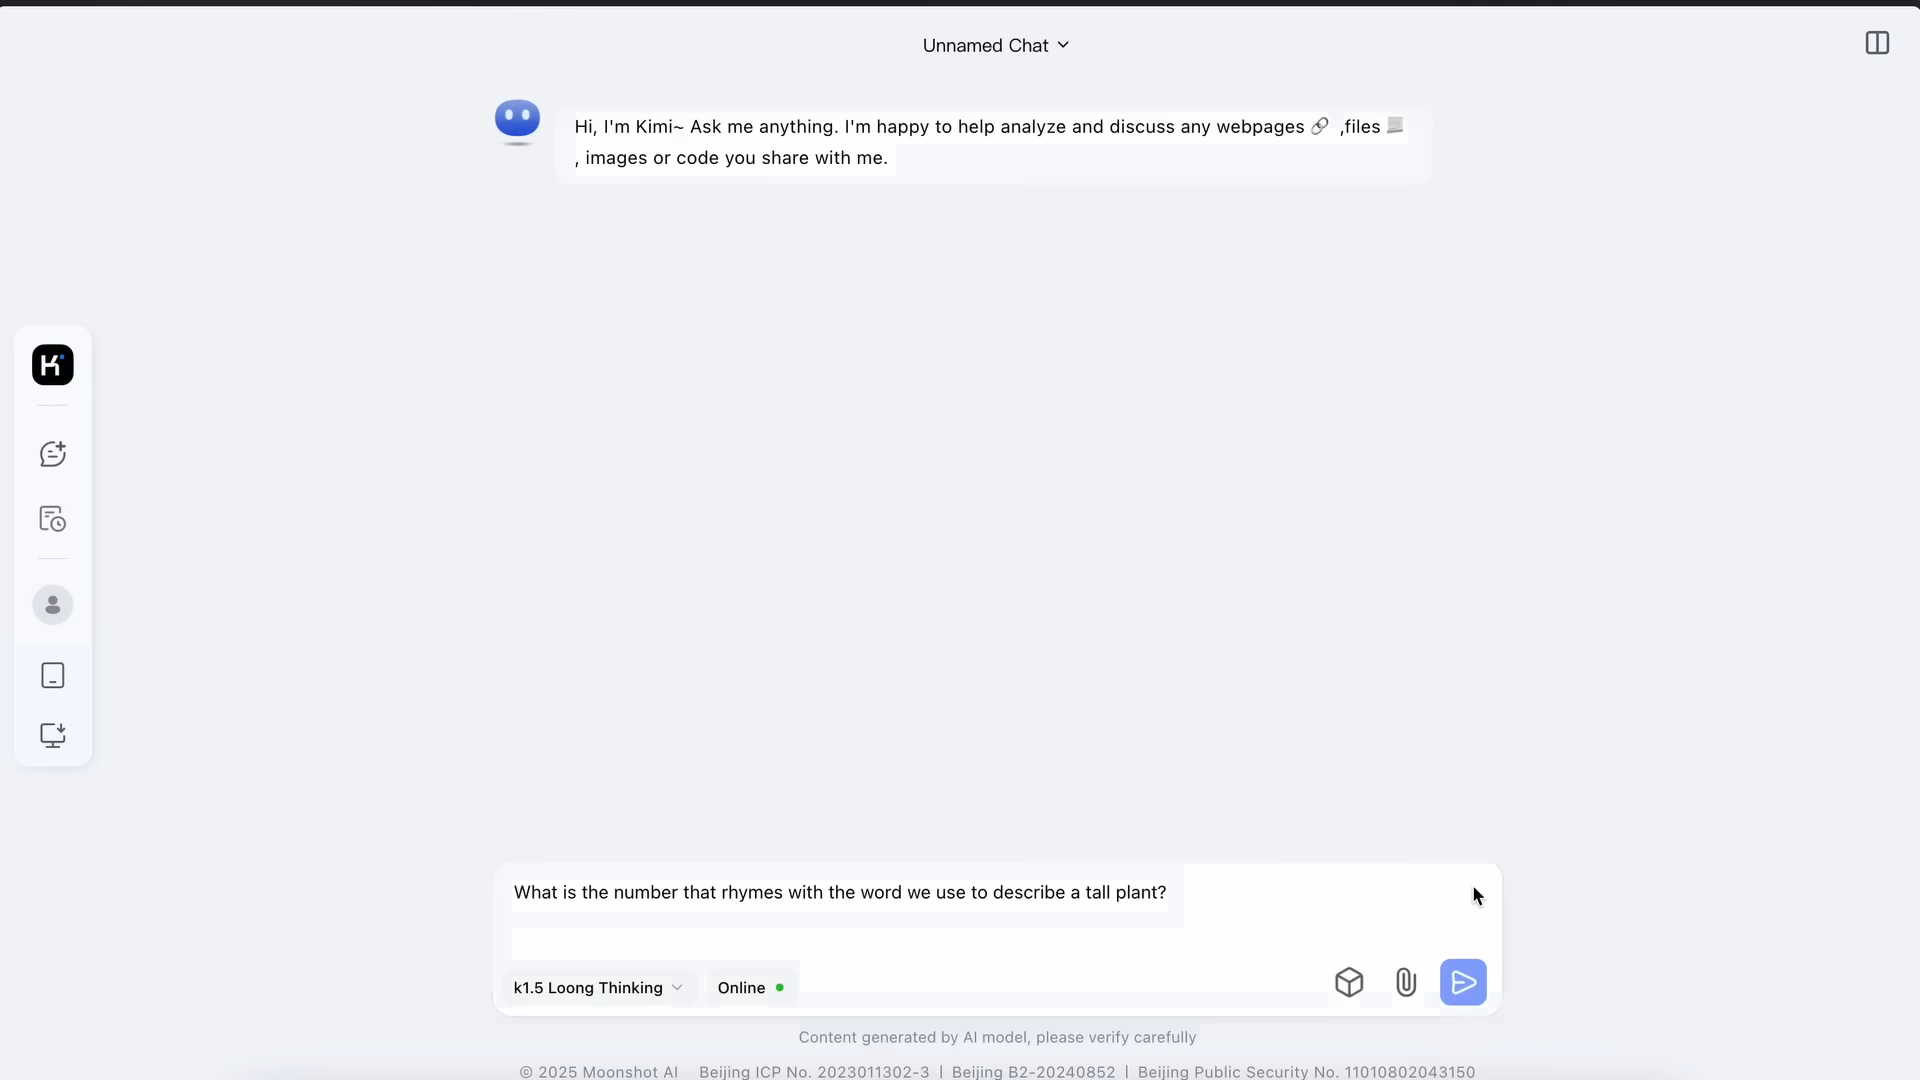 Unnamed Chat
Hi, I'm Kimi~ Ask me anything. I'm happy to help analyze and discuss any webpages 🔗 ,files 📃
, images or code you share with me.
K
What is the number that rhymes with the word we use to describe a tall plant?
k1.5 Loong Thinking
Online
Content generated by AI model, please verify carefully
© 2025 Moonshot AI Beijing ICP No. 2023011302-3 | Beijing B2-20240852 | Beijing Public Security No. 11010802043150